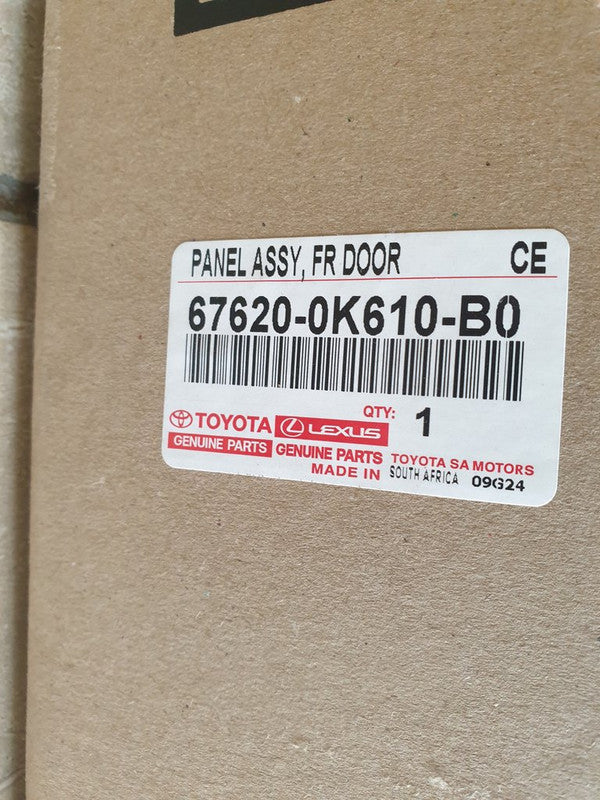 PANEL ASSY, FR DOOR CE
67620-0K610-B0
QTY: 1
TOYOTA LEXUS
GENUINE PARTS GENUINE PARTS TOYOTA SA MOTORS
MADE IN SOUTH AFRICA 09G24